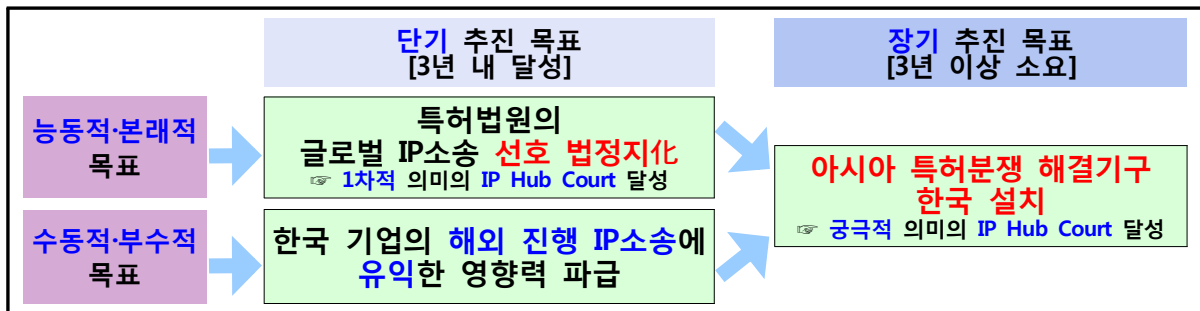 단기 추진 목표
[3년 내 달성]
장기 추진 목표
[3년 이상 소요]
능동적·본래적
목표
특허법원의
글로벌 IP소송 선호 법정지化
☞ 1차적 의미의 IP Hub Court 달성
수동적·부수적
목표
한국 기업의 해외 진행 IP소송에
유익한 영향력 파급
아시아 특허분쟁 해결기구
한국 설치
☞ 궁극적 의미의 IP Hub Court 달성